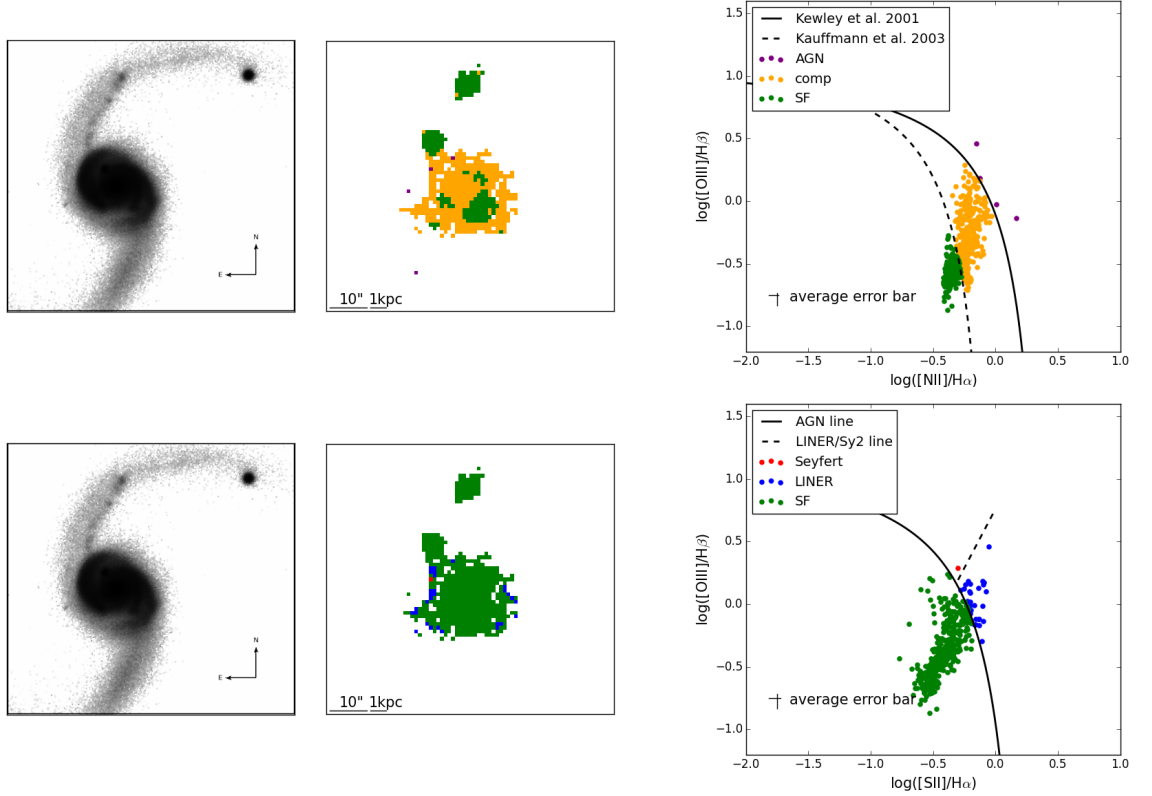 N
E
10" 1kpc
1.5
1.0
0.5
0.0
−0.5
−1.0
log([OIII]/Hβ)
Kewley et al. 2001
Kauffmann et al. 2003
AGN
comp
SF
average error bar
−2.0 −1.5 −1.0 −0.5 0.0 0.5 1.0
log([NII]/Hα)
N
E
10" 1kpc
1.5
1.0
0.5
0.0
−0.5
−1.0
log([OIII]/Hβ)
AGN line
LINER/Sy2 line
Seyfert
LINER
SF
average error bar
−2.0 −1.5 −1.0 −0.5 0.0 0.5 1.0
log([SII]/Hα)